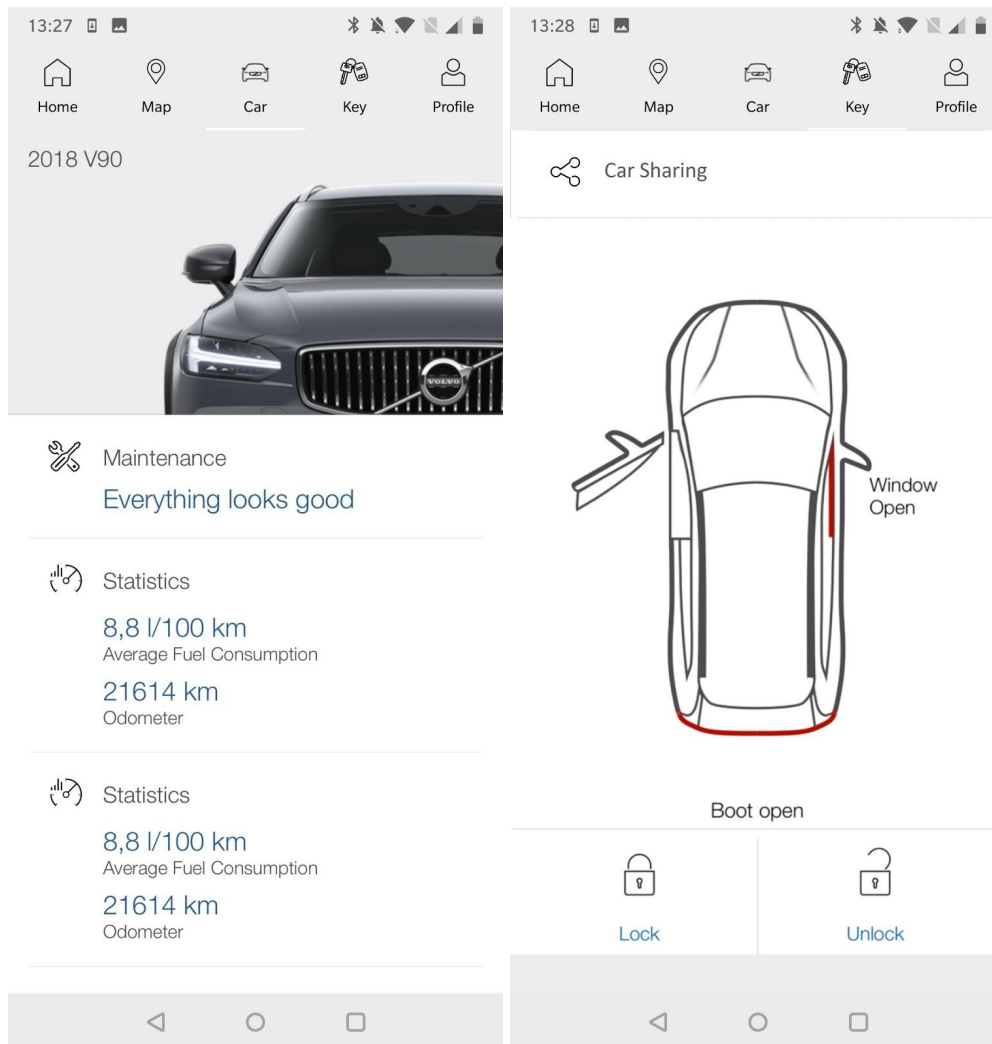 13:27
Home Map Car Key Profile
2018 V90
VOLVO
Maintenance
Everything looks good
Statistics
8,8 l/100 km
Average Fuel Consumption
21614 km
Odometer
Statistics
8,8 l/100 km
Average Fuel Consumption
21614 km
Odometer
13:28
Home Map Car Key Profile
Car Sharing
Window
Open
Boot open
Lock Unlock